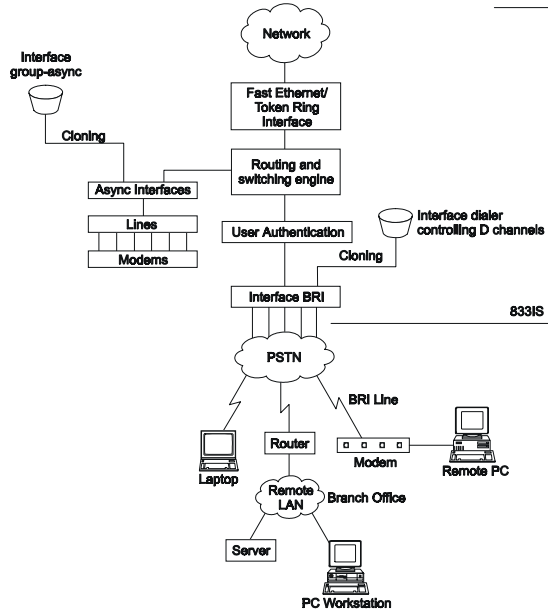 Network
Interface
group-async
Fast Ethernet/
Token Ring
Interface
Cloning
Routing and
switching engine
Async Interfaces
Lines
Modems
User Authentication
Interface dialer
controlling D channels
Cloning
Interface BRI
833IS
PSTN
BRI Line
Laptop
Router
Modem
Remote PC
Remote
LAN
Branch Office
Server
PC Workstation